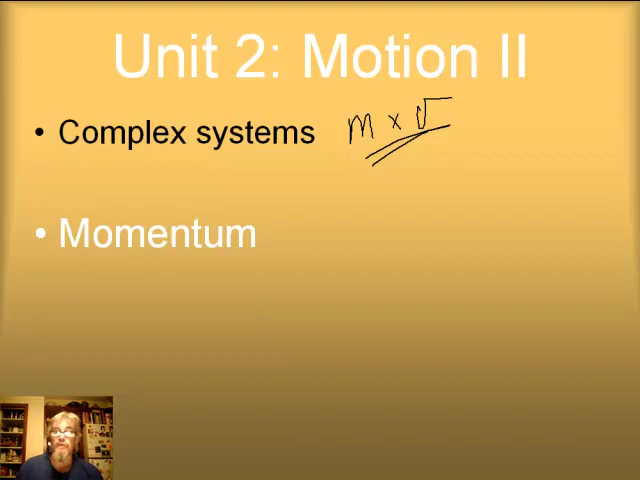 Unit 2: Motion II
• Complex systems m × v
• Momentum